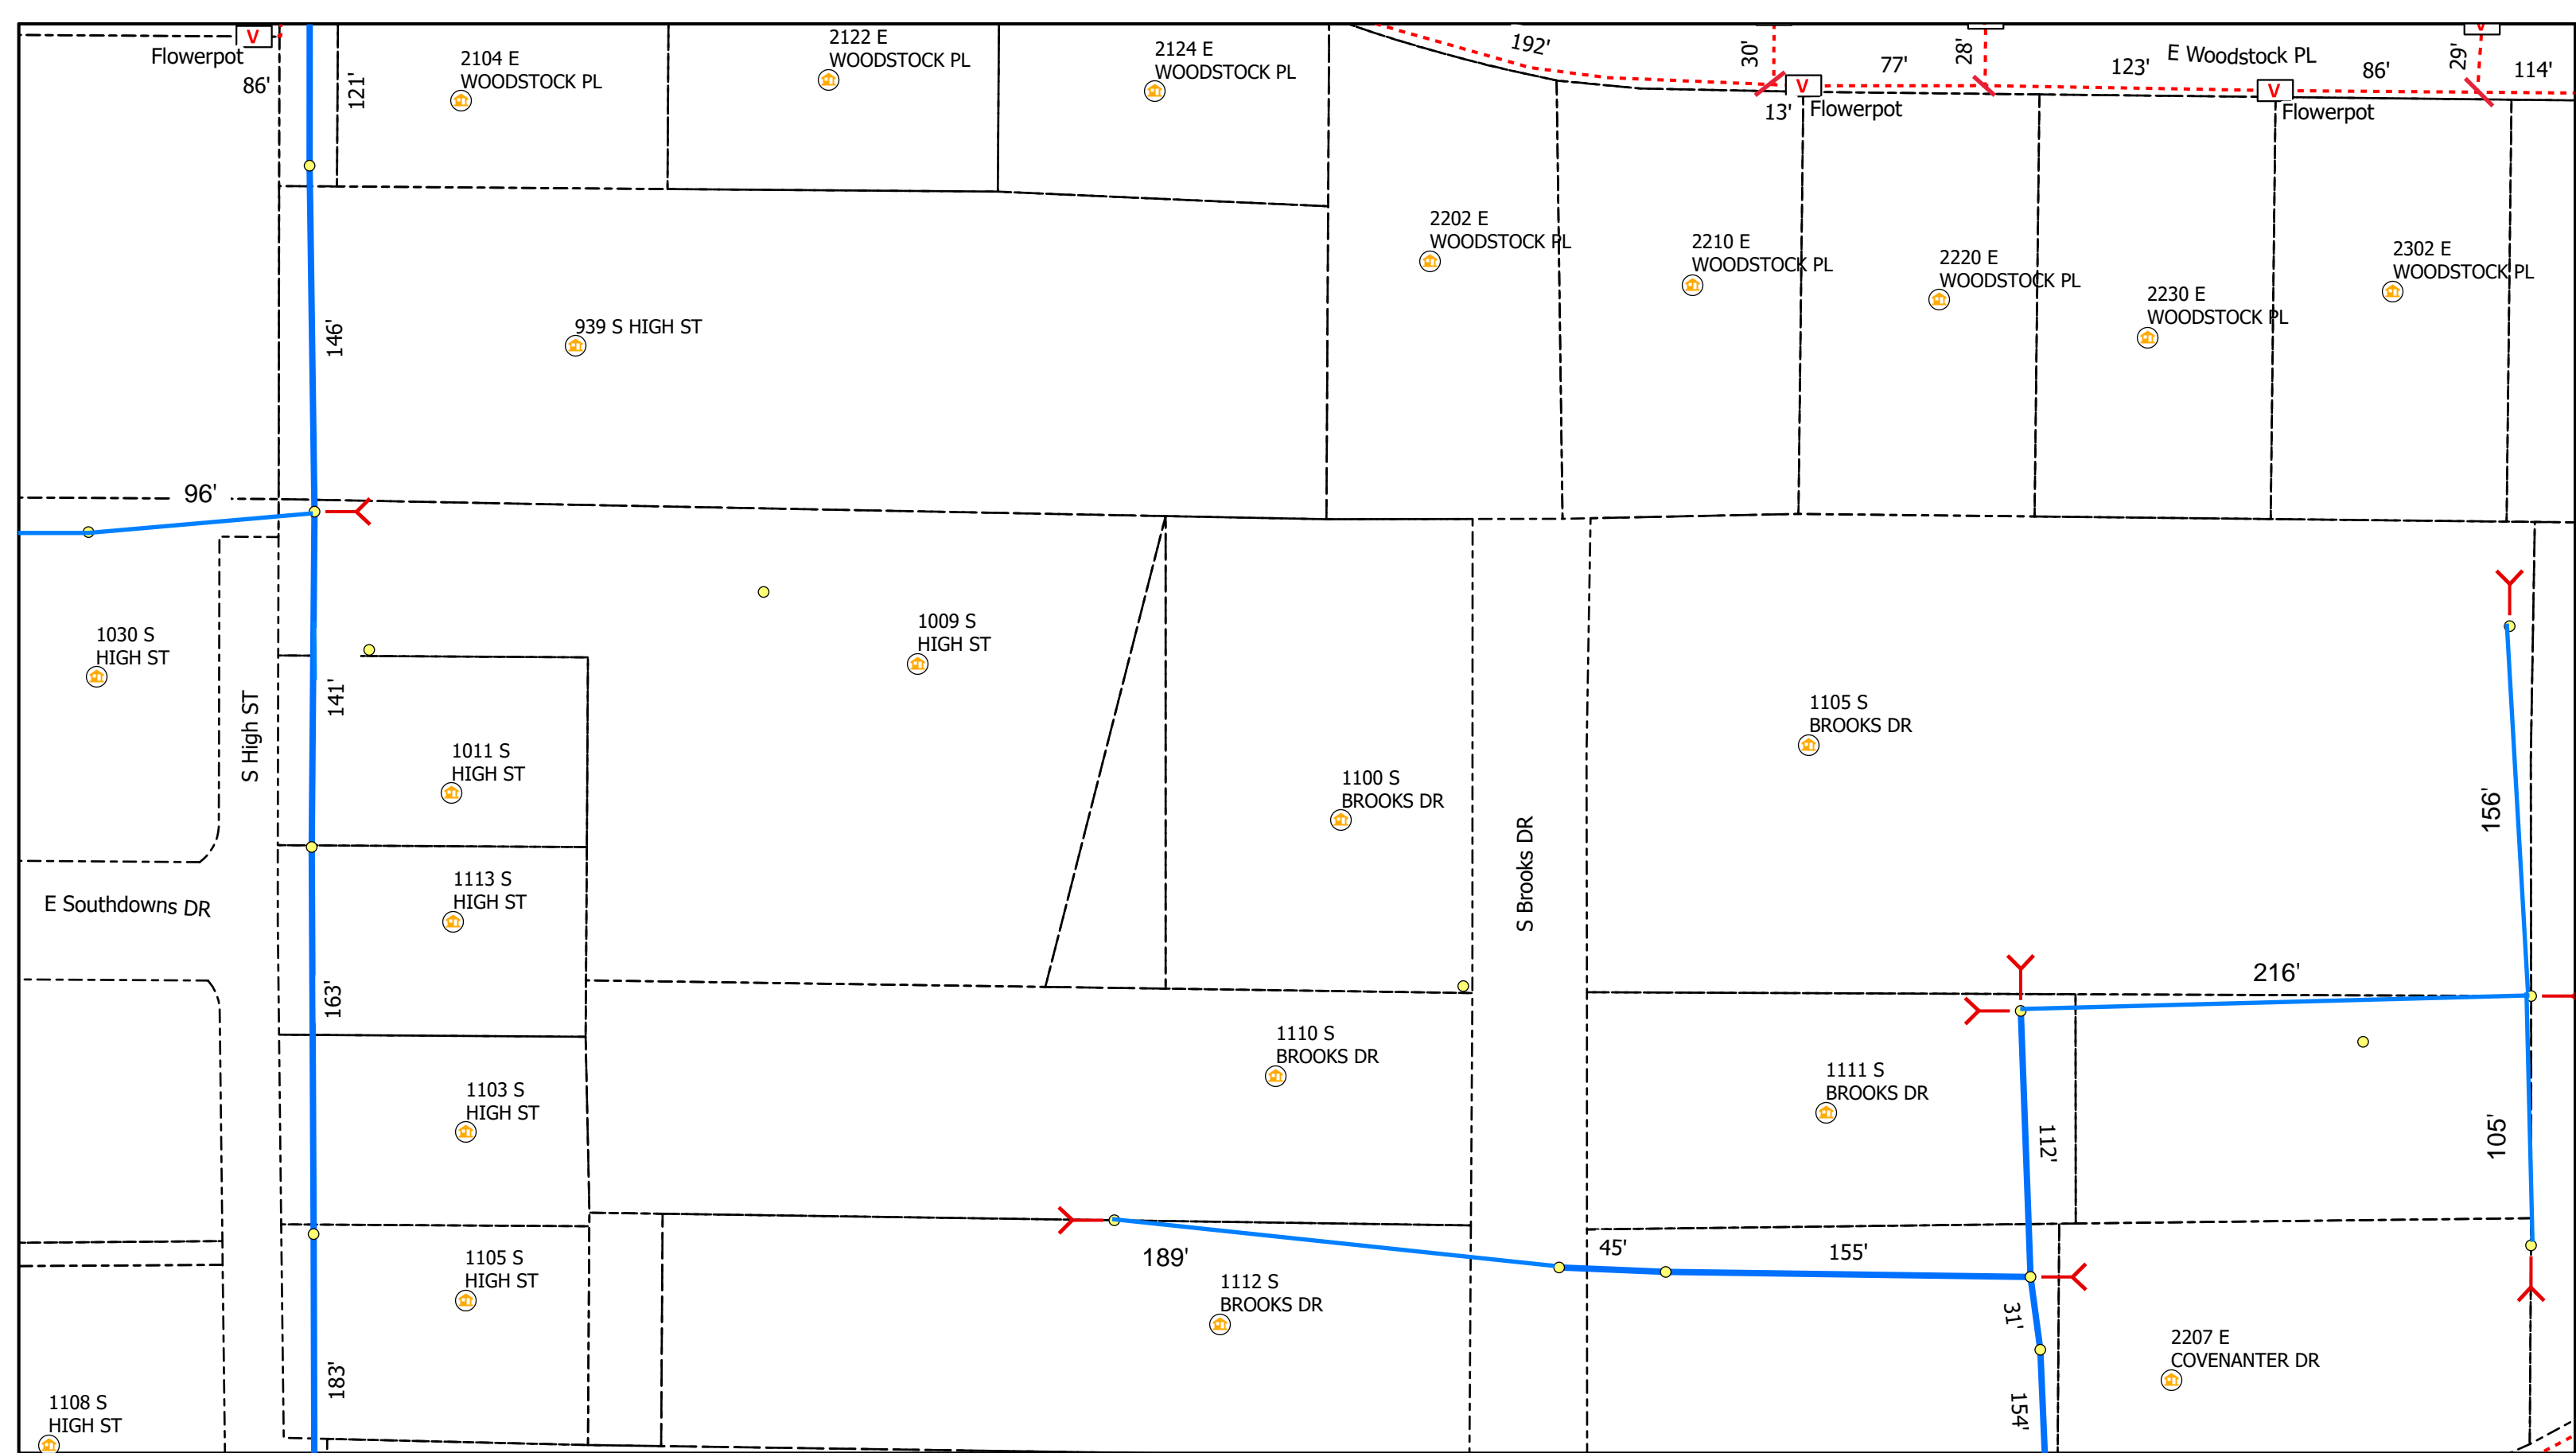 V
Flowerpot
86'
121'
2104 E
WOODSTOCK PL
2122 E
WOODSTOCK PL
2124 E
WOODSTOCK PL
192'
30'
V
Flowerpot
13'
77'
28'
123'
E Woodstock PL
V
Flowerpot
86'
29'
V
114'
146'
939 S HIGH ST
2202 E
WOODSTOCK PL
2210 E
WOODSTOCK PL
2220 E
WOODSTOCK PL
2230 E
WOODSTOCK PL
2302 E
WOODSTOCK PL
96'
1030 S
HIGH ST
S High ST
141'
1009 S
HIGH ST
1011 S
HIGH ST
1100 S
BROOKS DR
S Brooks DR
1105 S
BROOKS DR
156'
1113 S
HIGH ST
E Southdowns DR
163'
216'
1103 S
HIGH ST
1110 S
BROOKS DR
1111 S
BROOKS DR
112'
105'
1105 S
HIGH ST
189'
1112 S
BROOKS DR
45'
155'
31'
183'
154'
2207 E
COVENANTER DR
1108 S
HIGH ST